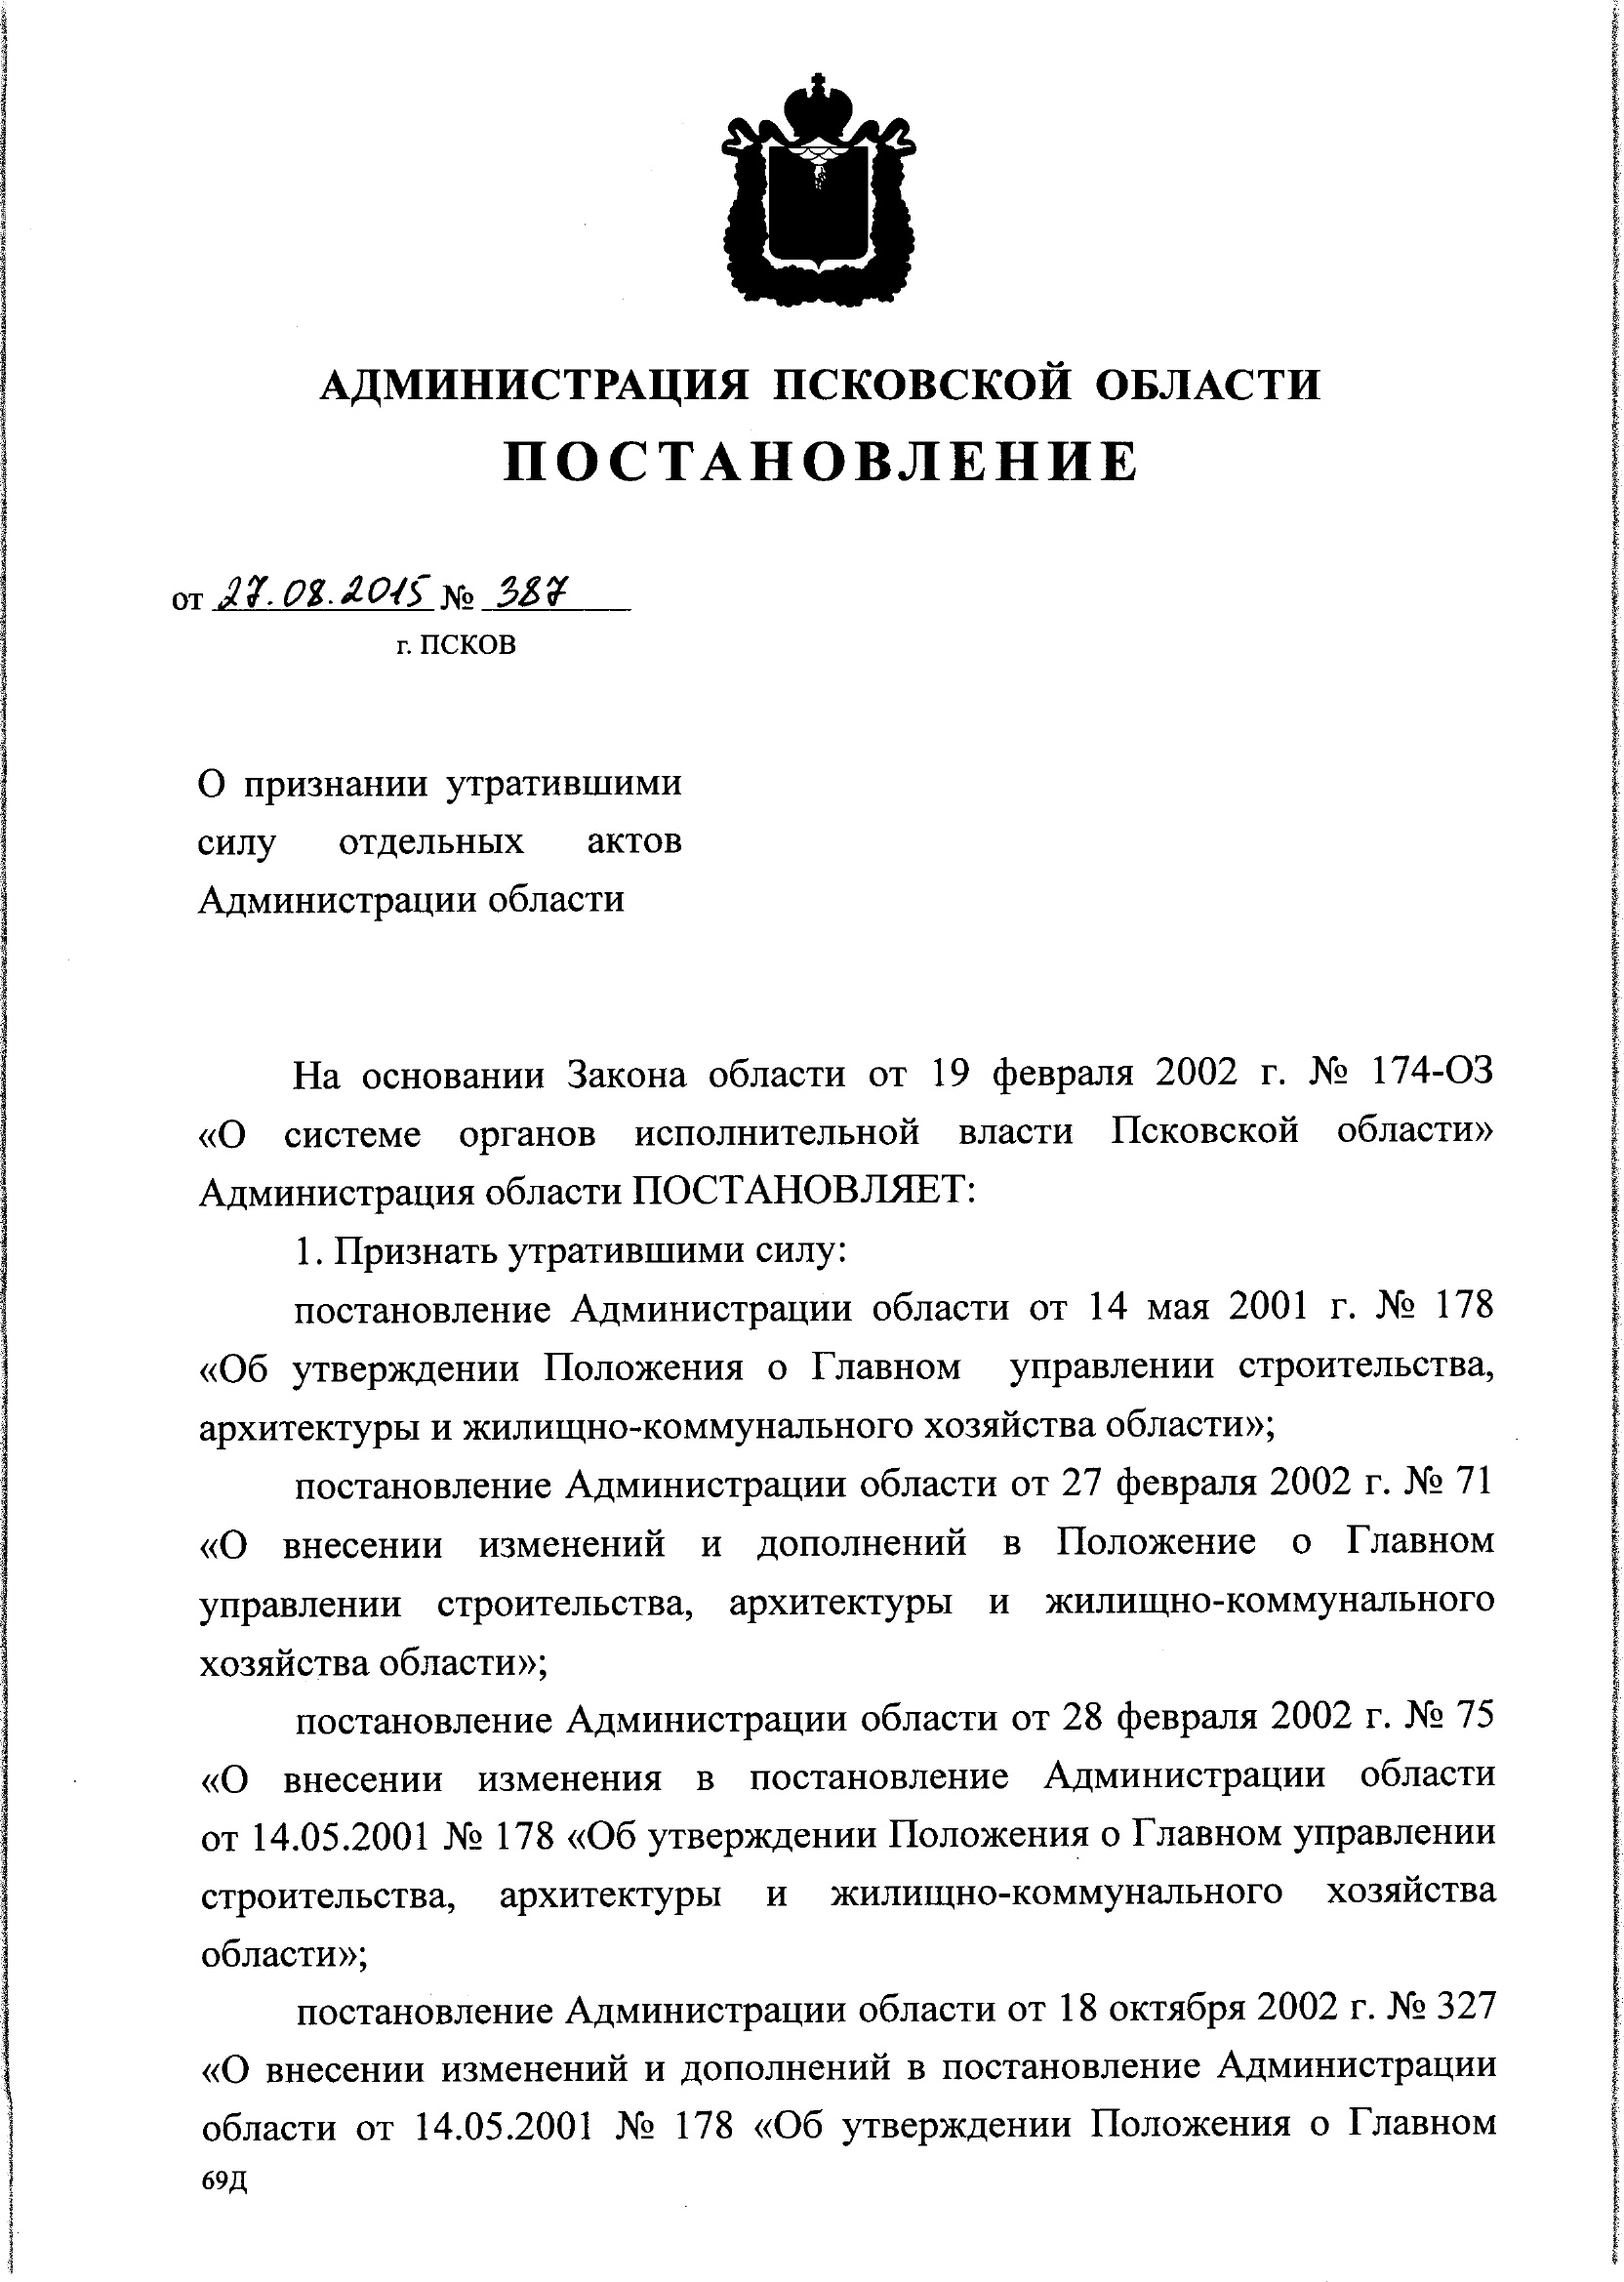 АДМИНИСТРАЦИЯ ПСКОВСКОЙ ОБЛАСТИ
ПОСТАНОВЛЕНИЕ
от 27.08.2015 № 387
г. ПСКОВ
О признании утратившими
силу отдельных актов
Администрации области
На основании Закона области от 19 февраля 2002 г. № 174-ОЗ
«О системе органов исполнительной власти Псковской области»
Администрация области ПОСТАНОВЛЯЕТ:
1. Признать утратившими силу:
постановление Администрации области от 14 мая 2001 г. № 178
«Об утверждении Положения о Главном управлении строительства,
архитектуры и жилищно-коммунального хозяйства области»;
постановление Администрации области от 27 февраля 2002 г. № 71
«О внесении изменений и дополнений в Положение о Главном
управлении строительства, архитектуры и жилищно-коммунального
хозяйства области»;
постановление Администрации области от 28 февраля 2002 г. № 75
«О внесении изменения в постановление Администрации области
от 14.05.2001 № 178 «Об утверждении Положения о Главном управлении
строительства, архитектуры и жилищно-коммунального хозяйства
области»;
постановление Администрации области от 18 октября 2002 г. № 327
«О внесении изменений и дополнений в постановление Администрации
области от 14.05.2001 № 178 «Об утверждении Положения о Главном
69Д